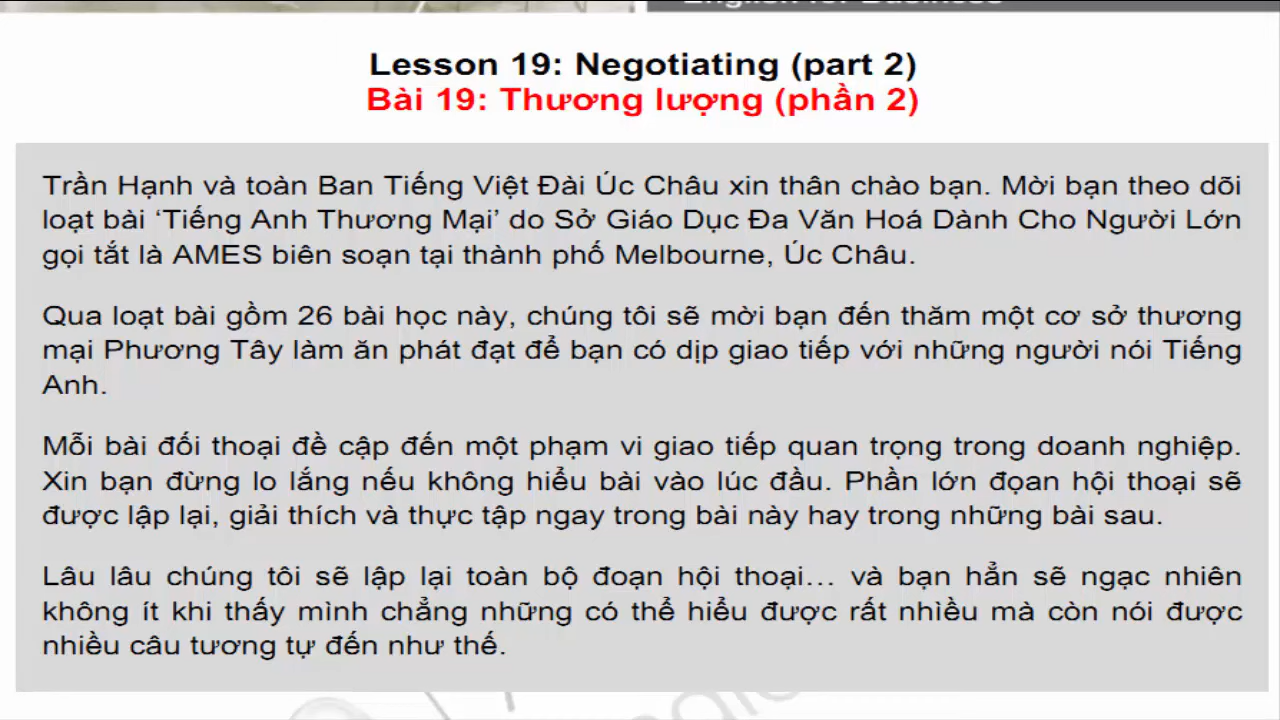 English for Business
Lesson 19: Negotiating (part 2)
Bài 19: Thương lượng (phần 2)
Trần Hạnh và toàn Ban Tiếng Việt Đài Úc Châu xin thân chào bạn. Mời bạn theo dõi
loạt bài ‘Tiếng Anh Thương Mại’ do Sở Giáo Dục Đa Văn Hoá Dành Cho Người Lớn
gọi tắt là AMES biên soạn tại thành phố Melbourne, Úc Châu.
Qua loạt bài gồm 26 bài học này, chúng tôi sẽ mời bạn đến thăm một cơ sở thương
mại Phương Tây làm ăn phát đạt để bạn có dịp giao tiếp với những người nói Tiếng
Anh.
Mỗi bài đối thoại đề cập đến một phạm vi giao tiếp quan trọng trong doanh nghiệp.
Xin bạn đừng lo lắng nếu không hiểu bài vào lúc đầu. Phần lớn đọan hội thoại sẽ
được lập lại, giải thích và thực tập ngay trong bài này hay trong những bài sau.
Lâu lâu chúng tôi sẽ lập lại toàn bộ đoạn hội thoại… và bạn hẳn sẽ ngạc nhiên
không ít khi thấy mình chẳng những có thể hiểu được rất nhìều mà còn nói được
nhiều câu tương tự đến như thế.